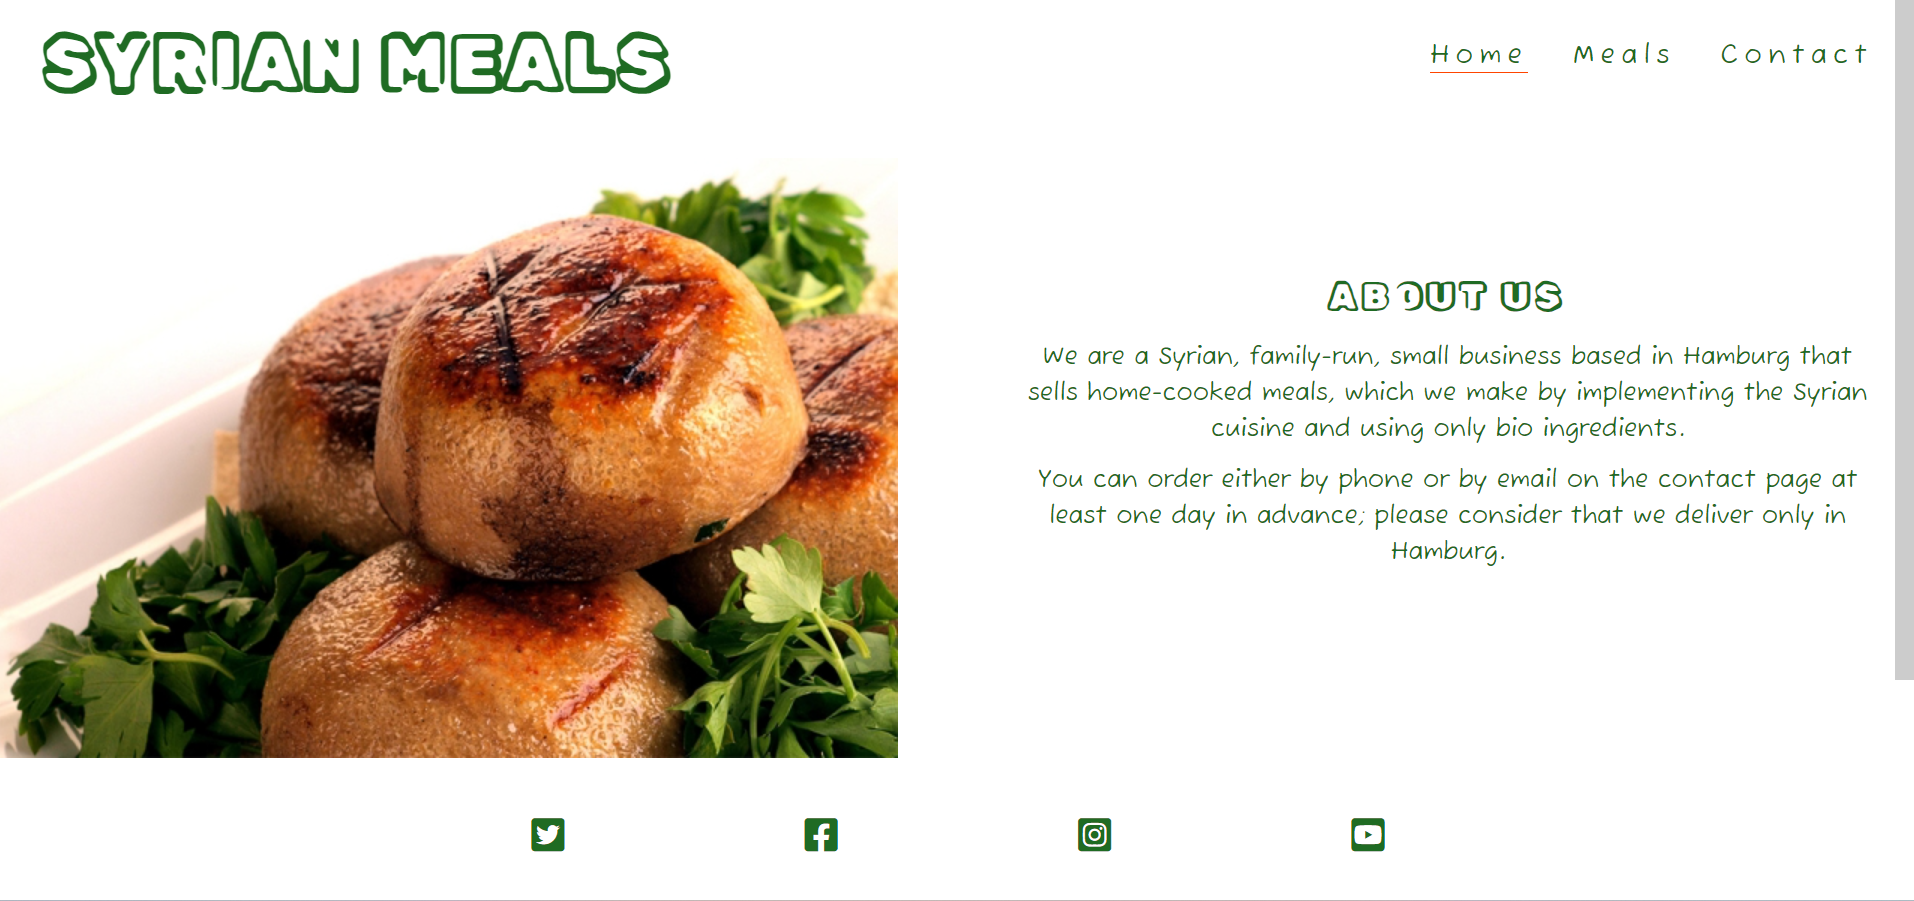 SYRIAN MEALS
Home Meals Contact
ABOUT US
We are a Syrian, family-run, small business based in Hamburg that
sells home-cooked meals, which we make by implementing the Syrian
cuisine and using only bio ingredients.
You can order either by phone or by email on the contact page at
least one day in advance; please consider that we deliver only in
Hamburg.